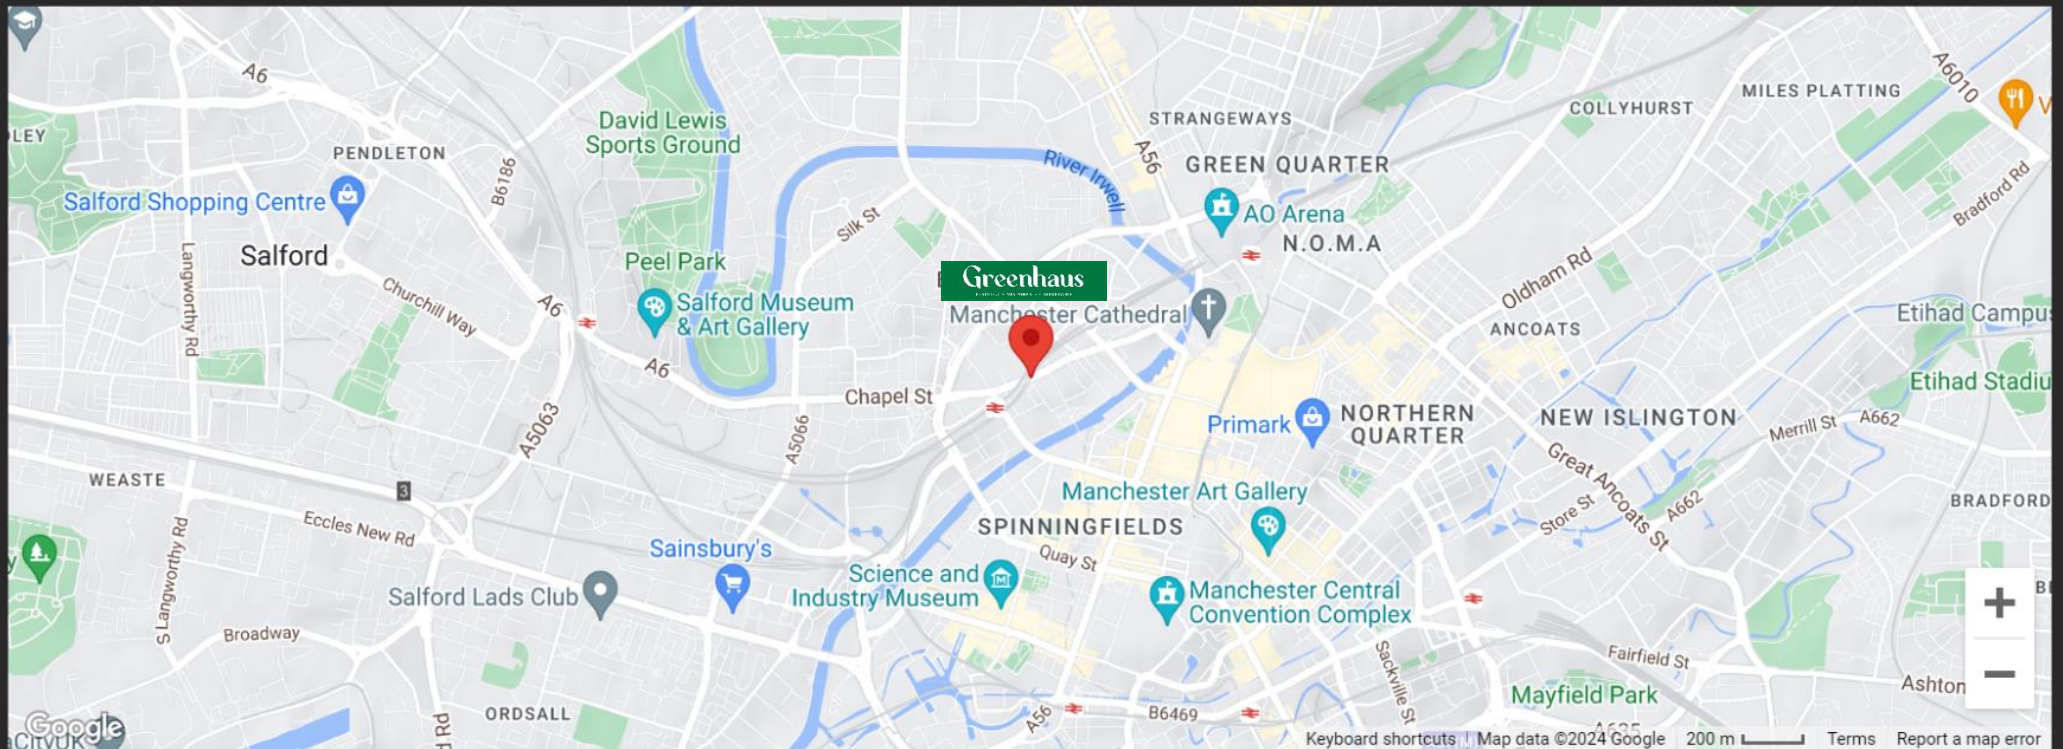 A6
A6010
MILES PLATTING
V
COLLYHURST
David Lewis
Sports Ground
STRANGEWAYS
A56
LEY
PENDLETON
River Irwell
GREEN QUARTER
B6186
Bradford Rd
Salford Shopping Centre
Silk St
AO Arena
N.O.M.A
Salford
Langworthy Rd
Peel Park
Greenhaus
Oldham Rd
Churchill Way
A6
Salford Museum
& Art Gallery
Manchester Cathedral
ANCOATS
Etihad Campus
A6
Etihad Stadiu
Chapel St
A5063
A5066
Primark
NORTHERN
QUARTER
NEW ISLINGTON
Merrill St
A662
WEASTE
3
Great Ancoats St
Manchester Art Gallery
A662
BRADFORD
Eccles New Rd
SPINNINGFIELDS
Store St
S Langworthy Rd
Sainsbury's
Quay St
y
Science and
Industry Museum
Salford Lads Club
Manchester Central
Convention Complex
+
B
Broadway
Sackville St
Fairfield St
−
Mayfield Park
Ashton
ORDSALL
A56
B6469
d Rd
Google
aCityUK
A635
Keyboard shortcuts
Map data ©2024 Google
200 m
Terms
Report a map error